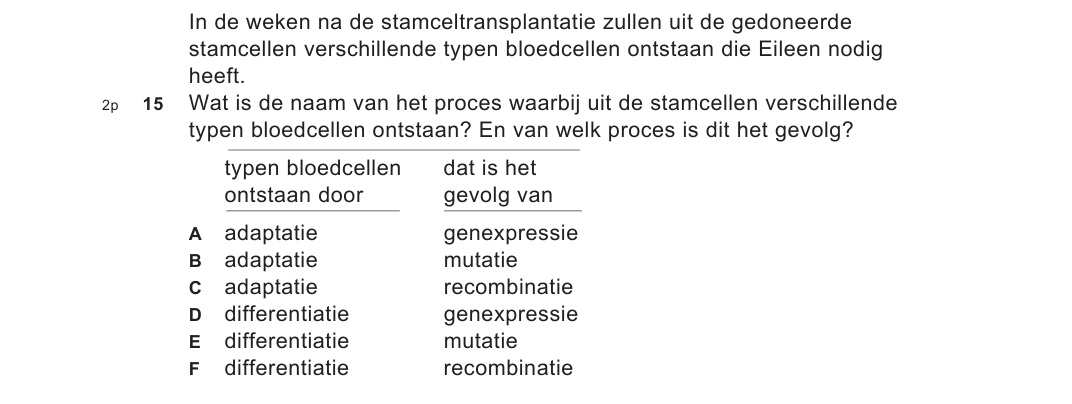 In de weken na de stamceltransplantatie zullen uit de gedoneerde
stamcellen verschillende typen bloedcellen ontstaan die Eileen nodig
heeft.
2p 15 Wat is de naam van het proces waarbij uit de stamcellen verschillende
typen bloedcellen ontstaan? En van welk proces is dit het gevolg?
typen bloedcellen dat is het
ontstaan door gevolg van
A adaptatie genexpressie
B adaptatie mutatie
C adaptatie recombinatie
D differentiatie genexpressie
E differentiatie mutatie
F differentiatie recombinatie